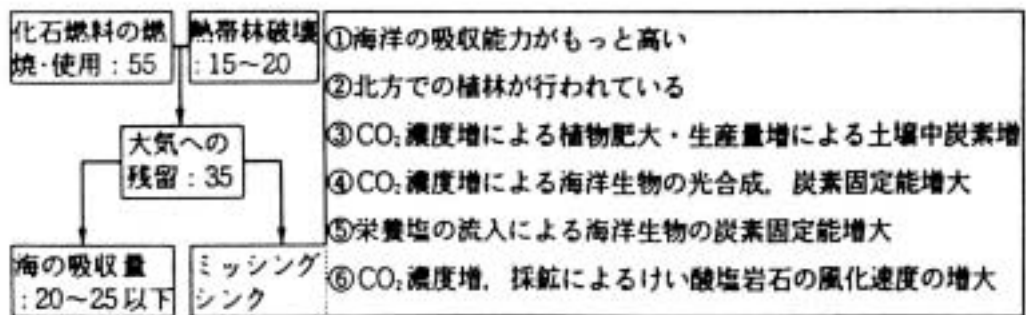 化石燃料の燃
焼・使用：55
熱帯林破壊
：15～20
大気への
残留：35
海の吸収量
：20～25以下
ミッシング
シンク
①海洋の吸収能力がもっと高い
②北方での植林が行われている
③CO₂濃度増による植物肥大・生産量増による土壌中炭素増
④CO₂濃度増による海洋生物の光合成，炭素固定能増大
⑤栄養塩の流入による海洋生物の炭素固定能増大
⑥CO₂濃度増，採鉱によるけい酸塩岩石の風化速度の増大